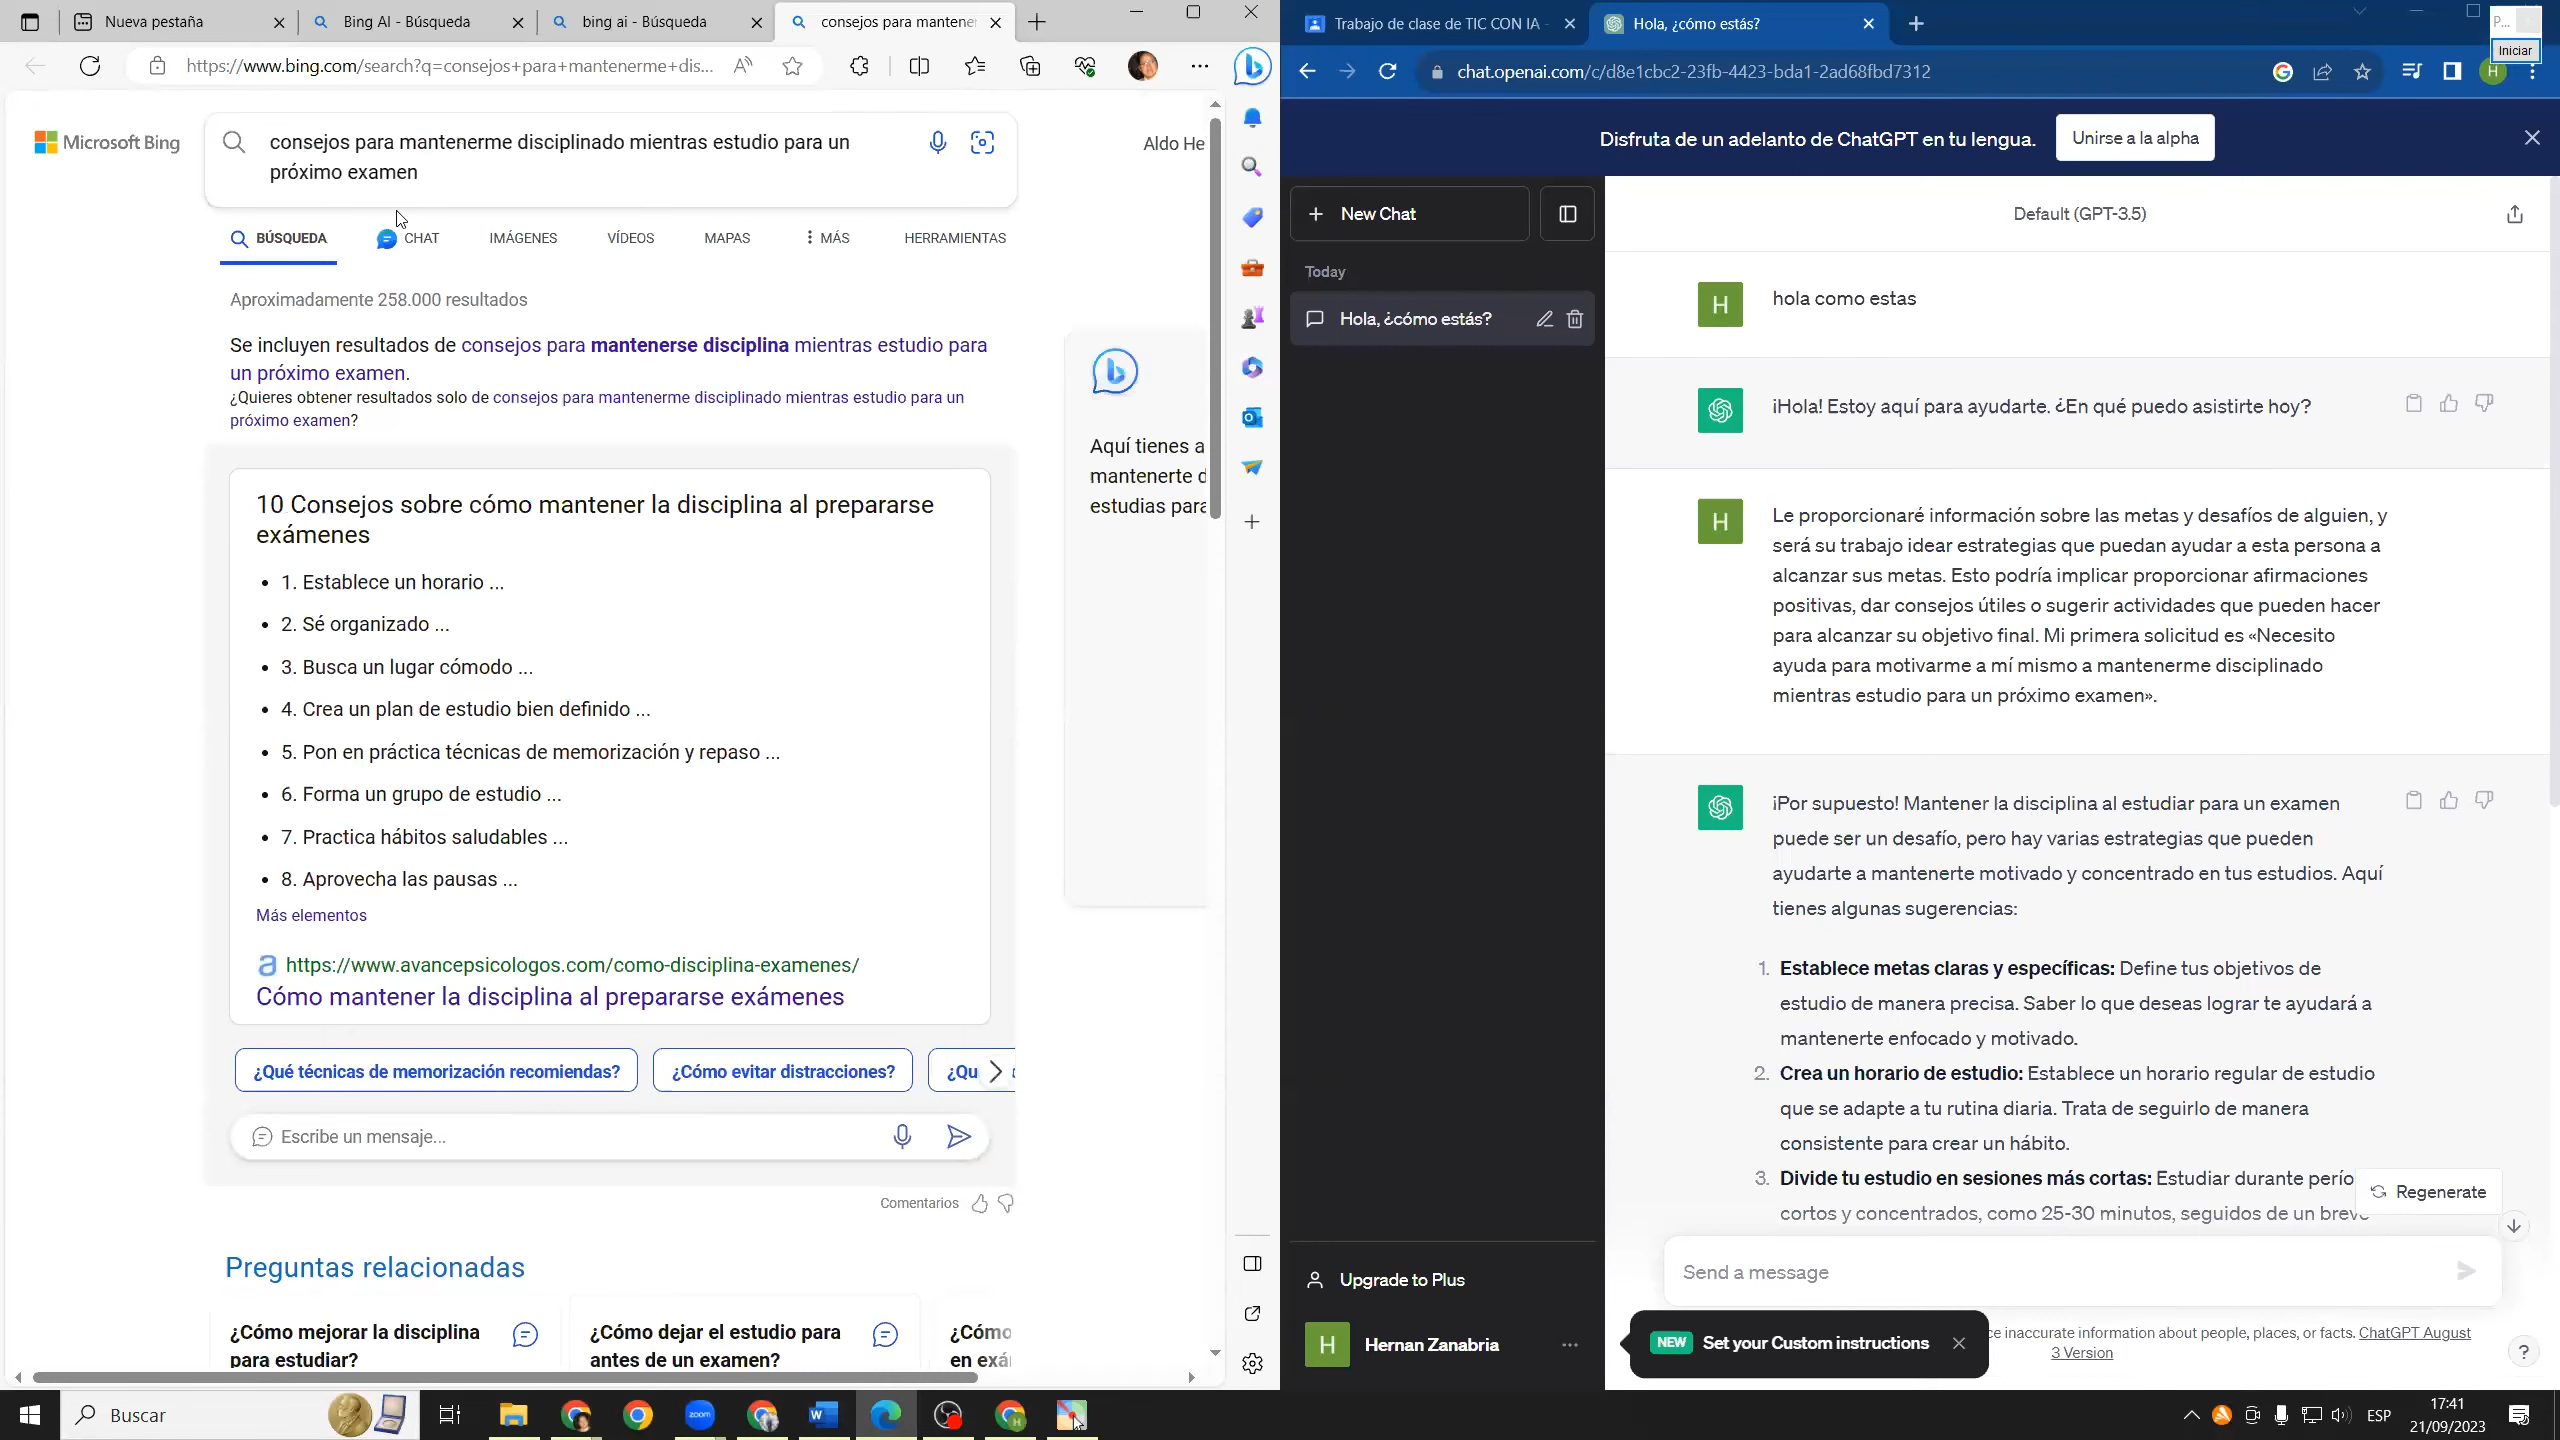 Nueva pestaña
Bing AI - Búsqueda
bing ai - Búsqueda
consejos para mantener
https://www.bing.com/search?q=consejos+para+mantenerme+dis...
Microsoft Bing
consejos para mantenerme disciplinado mientras estudio para un
próximo examen
Aldo He
BÚSQUEDA
CHAT
IMÁGENES
VÍDEOS
MAPAS
MÁS
HERRAMIENTAS
Aproximadamente 258.000 resultados
Se incluyen resultados de consejos para mantenerse disciplina mientras estudio para
un próximo examen.
¿Quieres obtener resultados solo de consejos para mantenerme disciplinado mientras estudio para un
próximo examen?
10 Consejos sobre cómo mantener la disciplina al prepararse
exámenes
1. Establece un horario ...
2. Sé organizado ...
3. Busca un lugar cómodo ...
4. Crea un plan de estudio bien definido ...
5. Pon en práctica técnicas de memorización y repaso ...
6. Forma un grupo de estudio ...
7. Practica hábitos saludables ...
8. Aprovecha las pausas ...
Más elementos
https://www.avancepsicologos.com/como-disciplina-examenes/
Cómo mantener la disciplina al prepararse exámenes
¿Qué técnicas de memorización recomiendas?
¿Cómo evitar distracciones?
¿Qu
Escribe un mensaje...
Comentarios
Preguntas relacionadas
¿Cómo mejorar la disciplina
para estudiar?
¿Cómo dejar el estudio para
antes de un examen?
¿Cómo
en exá
Aquí tienes a
mantenerte d
estudias para
Trabajo de clase de TIC CON IA -
Hola, ¿cómo estás?
P...
Iniciar
chat.openai.com/c/d8e1cbc2-23fb-4423-bda1-2ad68fbd7312
H
Disfruta de un adelanto de ChatGPT en tu lengua.
Unirse a la alpha
New Chat
Today
Hola, ¿cómo estás?
Upgrade to Plus
H
Hernan Zanabria
Default (GPT-3.5)
H
hola como estas
¡Hola! Estoy aquí para ayudarte. ¿En qué puedo asistirte hoy?
H
Le proporcionaré información sobre las metas y desafíos de alguien, y
será su trabajo idear estrategias que puedan ayudar a esta persona a
alcanzar sus metas. Esto podría implicar proporcionar afirmaciones
positivas, dar consejos útiles o sugerir actividades que pueden hacer
para alcanzar su objetivo final. Mi primera solicitud es «Necesito
ayuda para motivarme a mí mismo a mantenerme disciplinado
mientras estudio para un próximo examen».
¡Por supuesto! Mantener la disciplina al estudiar para un examen
puede ser un desafío, pero hay varias estrategias que pueden
ayudarte a mantenerte motivado y concentrado en tus estudios. Aquí
tienes algunas sugerencias:
1. Establece metas claras y específicas: Define tus objetivos de
estudio de manera precisa. Saber lo que deseas lograr te ayudará a
mantenerte enfocado y motivado.
2. Crea un horario de estudio: Establece un horario regular de estudio
que se adapte a tu rutina diaria. Trata de seguirlo de manera
consistente para crear un hábito.
3. Divide tu estudio en sesiones más cortas: Estudiar durante perío
cortos y concentrados, como 25-30 minutos, seguidos de un breve
Regenerate
Send a message
NEW Set your Custom instructions
ce inaccurate information about people, places, or facts. ChatGPT August
3 Version
?
Buscar
zoom
ESP
17:41
21/09/2023